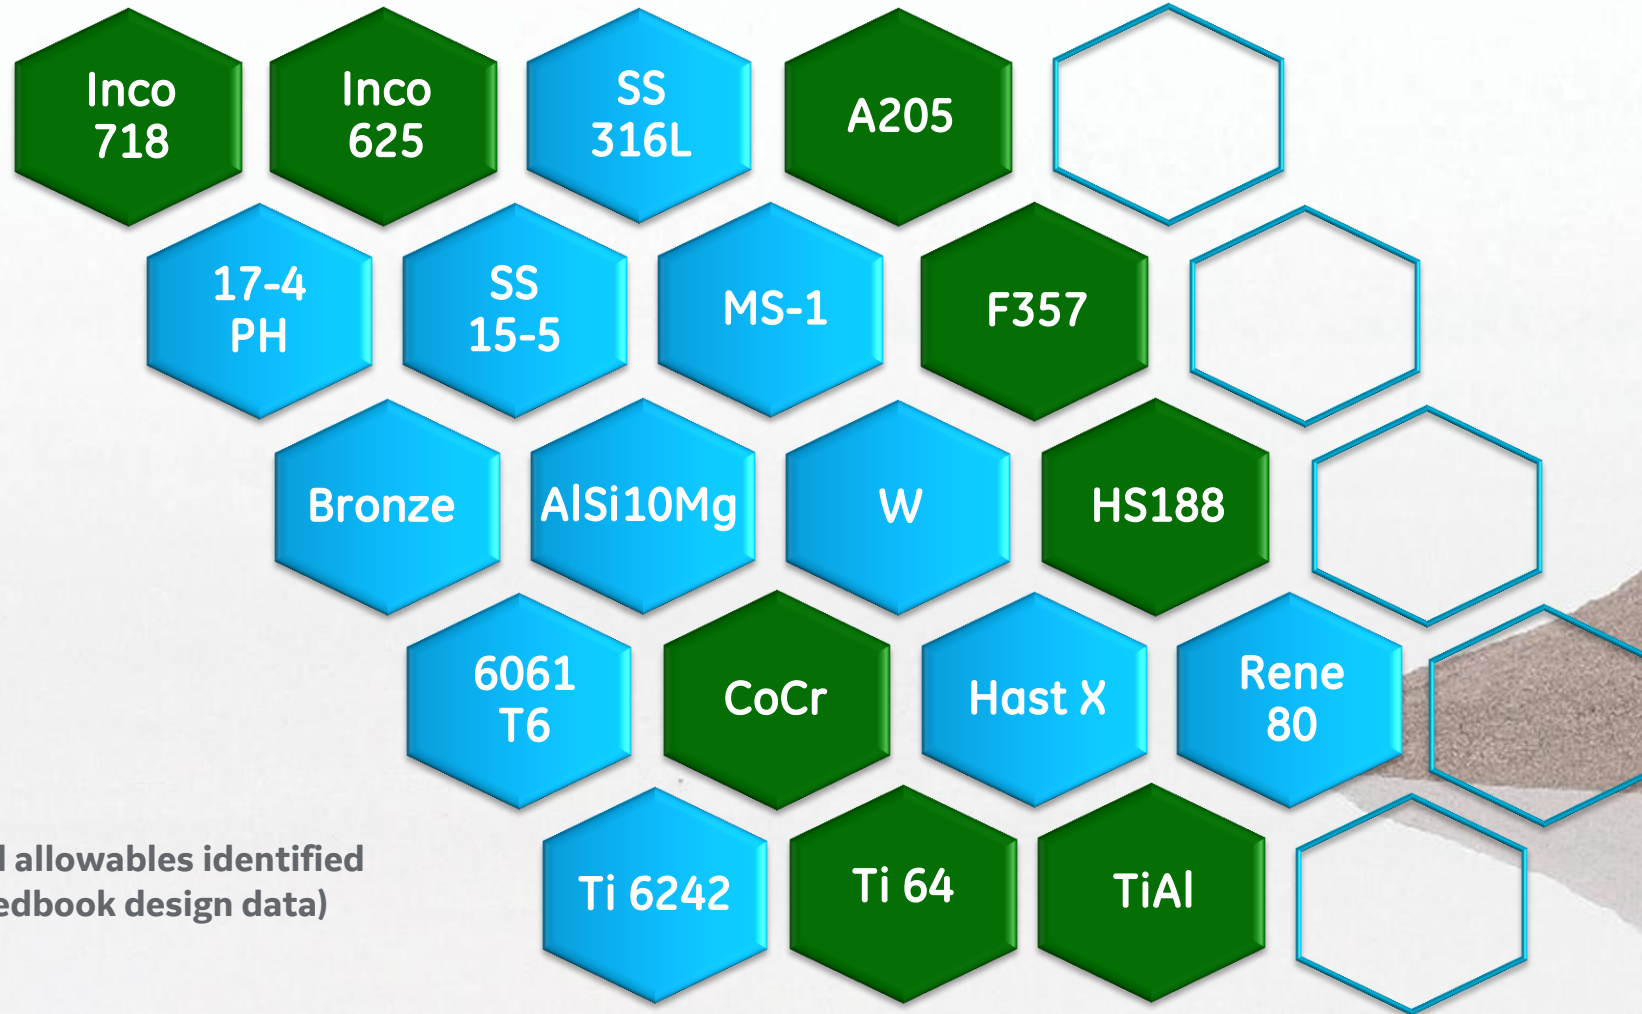 Inco
718
Inco
625
SS
316L
A205
17-4
PH
SS
15-5
MS-1
F357
Bronze
AlSi10Mg
W
HS188
6061
T6
CoCr
Hast X
Rene
80
allowables identified
design data)
Ti 6242
Ti 64
TiAl